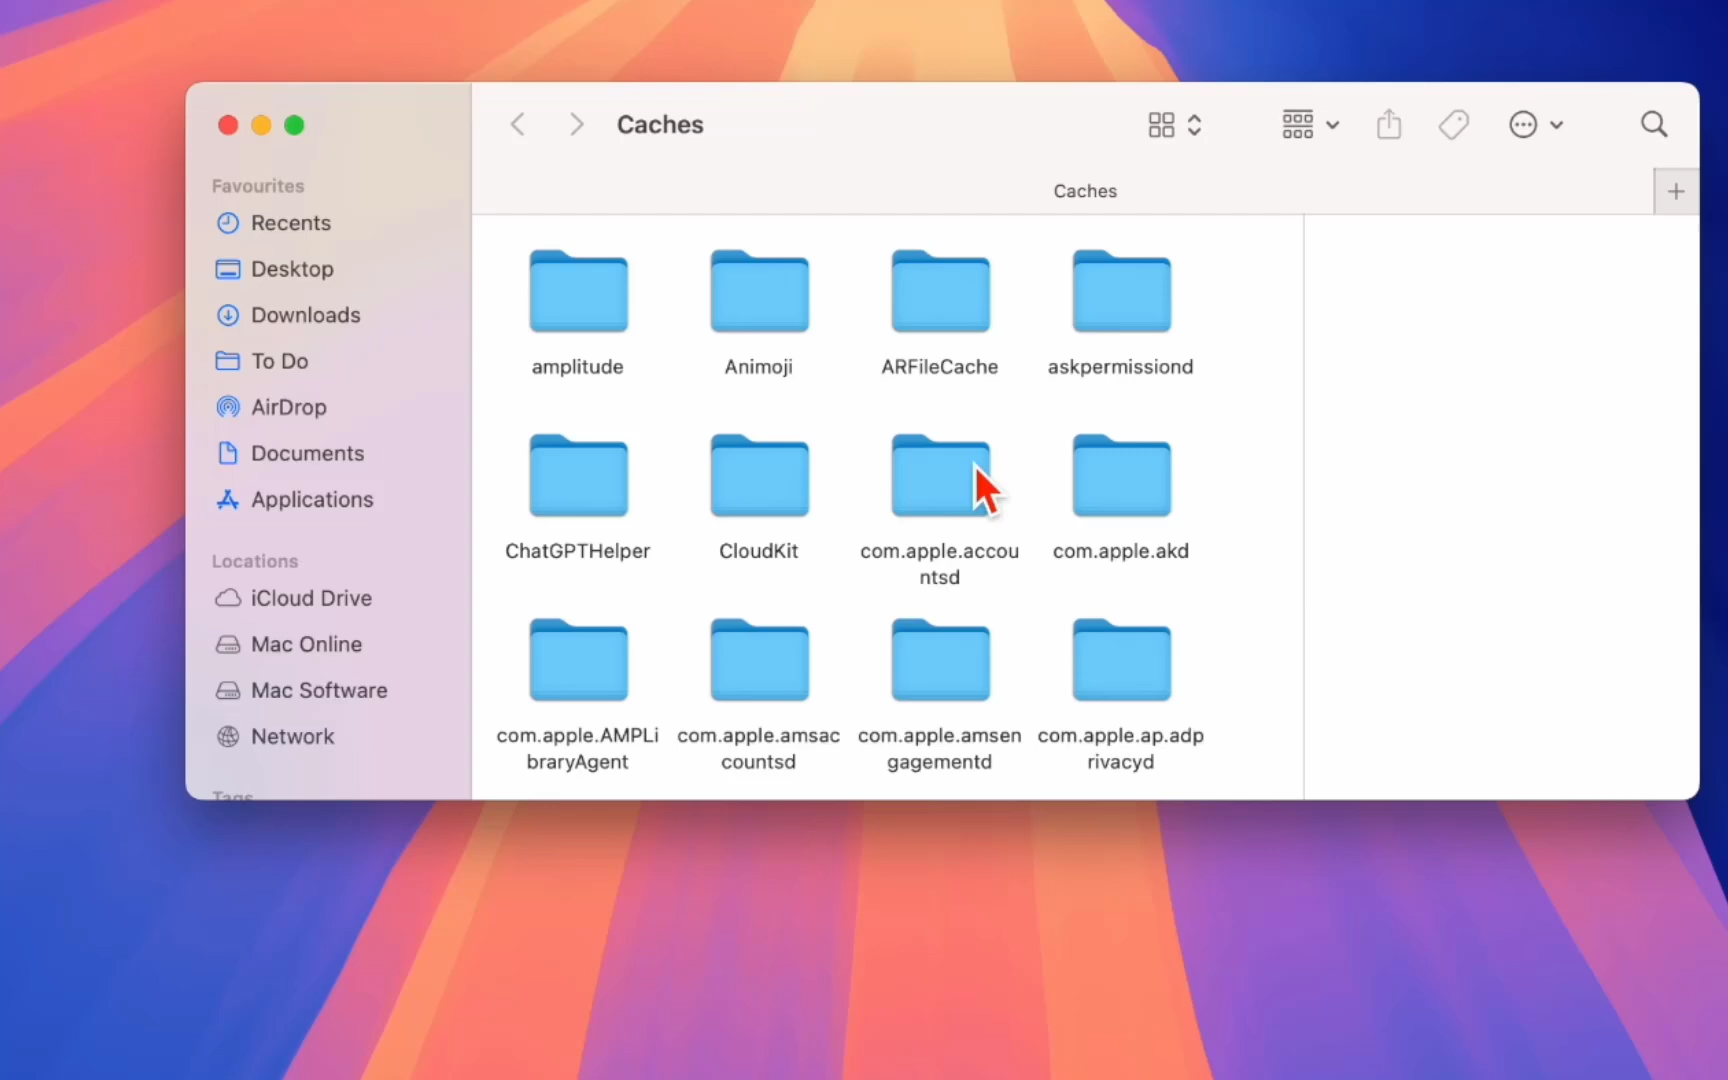 Caches
Caches
+
Favourites
Recents
Desktop
Downloads
To Do
AirDrop
Documents
Applications
Locations
iCloud Drive
Mac Online
Mac Software
Network
Tags
amplitude
Animoji
ARFileCache
askpermissiond
ChatGPTHelper
CloudKit
com.apple.accou
ntsd
com.apple.akd
com.apple.AMPLi
braryAgent
com.apple.amsac
countsd
com.apple.amsen
gagementd
com.apple.ap.adp
rivacyd